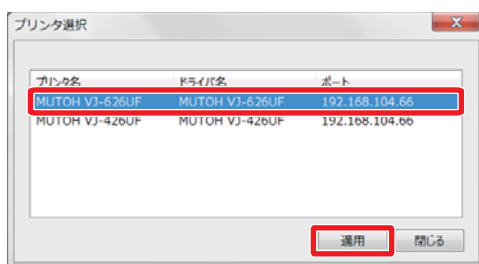 プリンタ選択
プリンタ名 ドライバ名 ポート
MUTOH VJ-626UF MUTOH VJ-626UF 192.168.104.66
MUTOH VJ-426UF MUTOH VJ-426UF 192.168.104.66
適用 閉じる